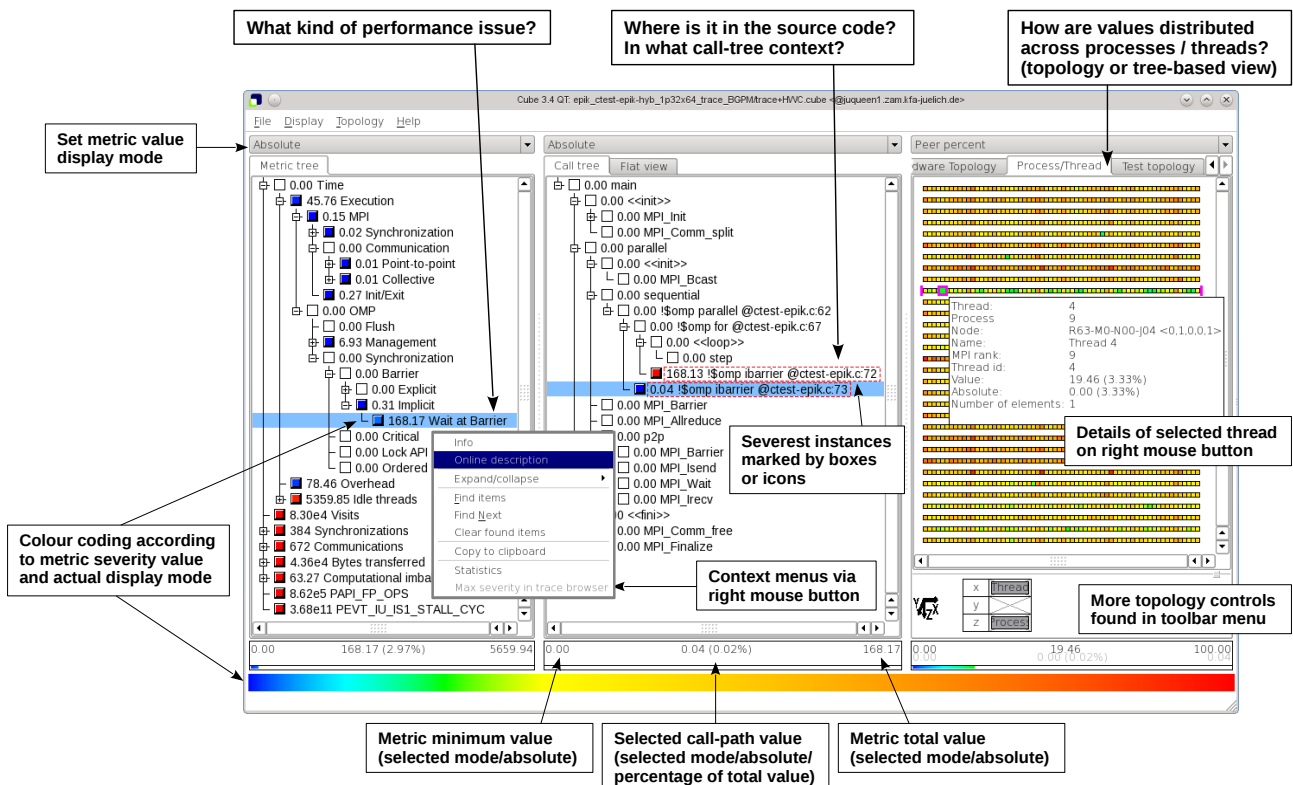 What kind of performance issue?
Where is it in the source code?
In what call-tree context?
How are values distributed
across processes / threads?
(topology or tree-based view)
Set metric value
display mode
Cube 3.4 QT: epik_ctest-epik-hyb_1p32x64_trace_BGPM/trace+HWC.cube <@juqueen1.zam.kfa-juelich.de>
File Display Topology Help
Absolute
Metric tree
0.00 Time
45.76 Execution
0.15 MPI
0.02 Synchronization
0.00 Communication
0.01 Point-to-point
0.01 Collective
0.27 Init/Exit
0.00 OMP
0.00 Flush
6.93 Management
0.00 Synchronization
0.00 Barrier
0.00 Explicit
0.31 Implicit
168.17 Wait at Barrier
0.00 Critical
0.00 Lock API
0.00 Ordered
78.46 Overhead
5359.85 Idle threads
8.30e4 Visits
384 Synchronizations
672 Communications
4.36e4 Bytes transferred
63.27 Computational imba
8.62e5 PAPI_FP_OPS
3.68e11 PEVT_IU_IS1_STALL_CYC
0.00 168.17 (2.97%) 5659.94
Info
Online description
Expand/collapse
Find items
Find Next
Clear found items
Copy to clipboard
Statistics
Max severity in trace browser
Absolute
Call tree Flat view
0.00 main
0.00 <<init>>
0.00 MPI_Init
0.00 MPI_Comm_split
0.00 parallel
0.00 <<init>>
0.00 MPI_Bcast
0.00 sequential
0.00 !$omp parallel @ctest-epik.c:62
0.00 !$omp for @ctest-epik.c:67
0.00 <<loop>>
0.00 step
168.13 !$omp ibarrier @ctest-epik.c:72
0.04 !$omp ibarrier @ctest-epik.c:73
0.00 MPI_Barrier
0.00 MPI_Allreduce
0.00 p2p
0.00 MPI_Barrier
0.00 MPI_Isend
0.00 MPI_Wait
0.00 MPI_Irecv
0 <<fini>>
0.00 MPI_Comm_free
0.00 MPI_Finalize
0.00 0.04 (0.02%) 168.17
Severest instances
marked by boxes
or icons
Context menus via
right mouse button
Peer percent
dware Topology Process/Thread Test topology
Thread: 4
Process 9
Node: R63-M0-N00-J04 <0,1,0,0,1>
Name: Thread 4
MPI rank: 9
Thread id: 4
Value: 19.46 (3.33%)
Absolute: 0.00 (3.33%)
Number of elements: 1
Details of selected thread
on right mouse button
x Thread
y
z Process
Y X
Z
More topology controls
found in toolbar menu
0.00 19.46 100.00
0.00 0.00 (0.02%) 0.04
Colour coding according
to metric severity value
and actual display mode
Metric minimum value
(selected mode/absolute)
Selected call-path value
(selected mode/absolute/
percentage of total value)
Metric total value
(selected mode/absolute)